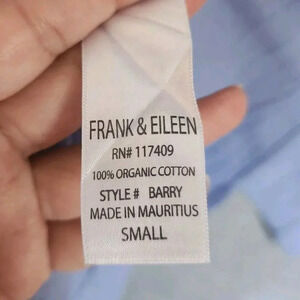 FRANK & EILEEN
RN# 117409
100% ORGANIC COTTON
STYLE # BARRY
MADE IN MAURITIUS
SMALL